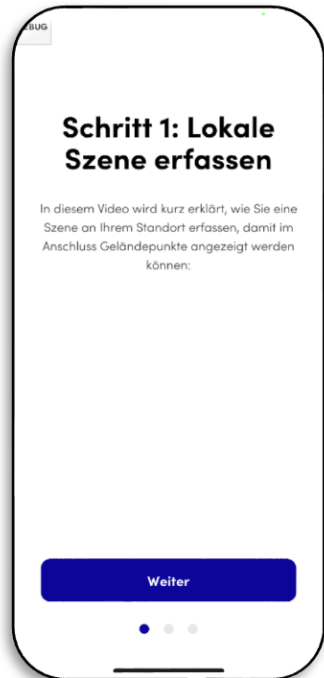 Schritt 1: Lokale
Szene erfassen
In diesem Video wird kurz erklärt, wie Sie eine
Szene an Ihrem Standort erfassen, damit im
Anschluss Geländepunkte angezeigt werden
können:
Weiter